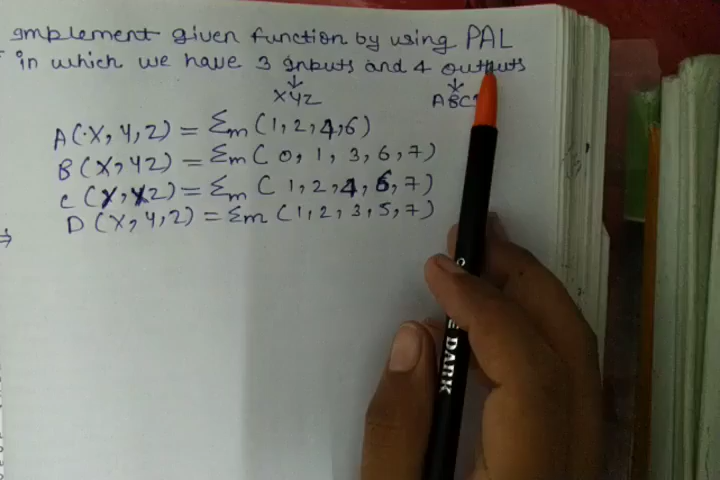 Implement given function by using PAL
in which we have 3 inputs and 4 outputs
↓ ↓
XYZ ABC
A(X, Y, Z) = Σm (1, 2, 4, 6)
B(X, YZ) = Σm ( 0, 1, 3, 6, 7)
C (X, YZ) = Σm ( 1, 2, 4, 6, 7)
D (X, Y, Z) = Σm ( 1, 2, 3, 5, 7)
⇒
E DARK